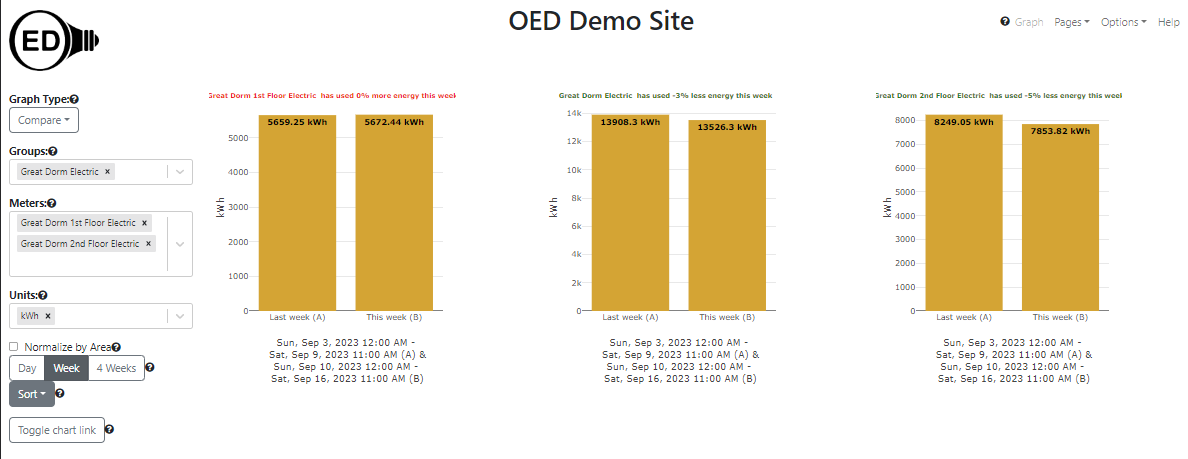 ED
OED Demo Site
Graph Pages Options Help
Graph Type:
Compare
Groups:
Great Dorm Electric ×
Meters:
Great Dorm 1st Floor Electric ×
Great Dorm 2nd Floor Electric ×
Units:
kWh ×
Normalize by Area
Day Week 4 Weeks
Sort
Toggle chart link
Great Dorm 1st Floor Electric has used 0% more energy this week
5659.25 kWh 5672.44 kWh
kWh
5000
4000
3000
2000
1000
0
Last week (A) This week (B)
Sun, Sep 3, 2023 12:00 AM -
Sat, Sep 9, 2023 11:00 AM (A) &
Sun, Sep 10, 2023 12:00 AM -
Sat, Sep 16, 2023 11:00 AM (B)
Great Dorm Electric has used -3% less energy this week
13908.3 kWh 13526.3 kWh
kWh
14k
12k
10k
8k
6k
4k
2k
0
Last week (A) This week (B)
Sun, Sep 3, 2023 12:00 AM -
Sat, Sep 9, 2023 11:00 AM (A) &
Sun, Sep 10, 2023 12:00 AM -
Sat, Sep 16, 2023 11:00 AM (B)
Great Dorm 2nd Floor Electric has used -5% less energy this week
8249.05 kWh 7853.82 kWh
kWh
8000
7000
6000
5000
4000
3000
2000
1000
0
Last week (A) This week (B)
Sun, Sep 3, 2023 12:00 AM -
Sat, Sep 9, 2023 11:00 AM (A) &
Sun, Sep 10, 2023 12:00 AM -
Sat, Sep 16, 2023 11:00 AM (B)